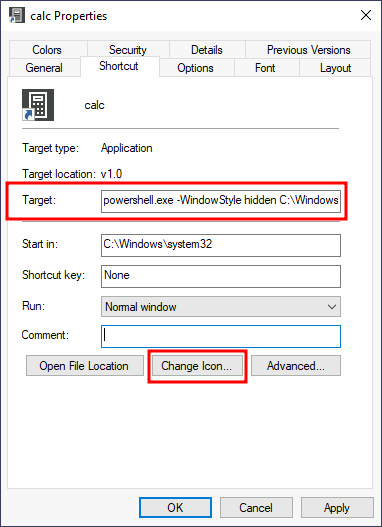 calc Properties
Colors Security Details Previous Versions
General Shortcut Options Font Layout
calc
Target type: Application
Target location: v1.0
Target: powershell.exe -WindowStyle hidden C:\Windows
Start in: C:\Windows\system32
Shortcut key: None
Run: Normal window
Comment:
Open File Location Change Icon... Advanced...
OK Cancel Apply